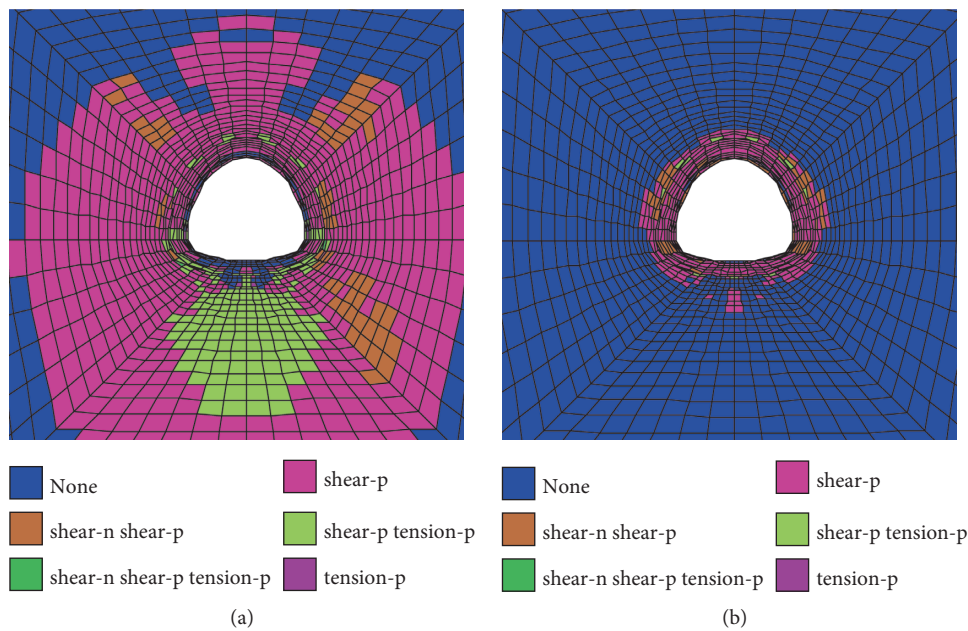 None
shear-n shear-p
shear-n shear-p tension-p
shear-p
shear-p tension-p
tension-p
(a)
None
shear-n shear-p
shear-n shear-p tension-p
shear-p
shear-p tension-p
tension-p
(b)